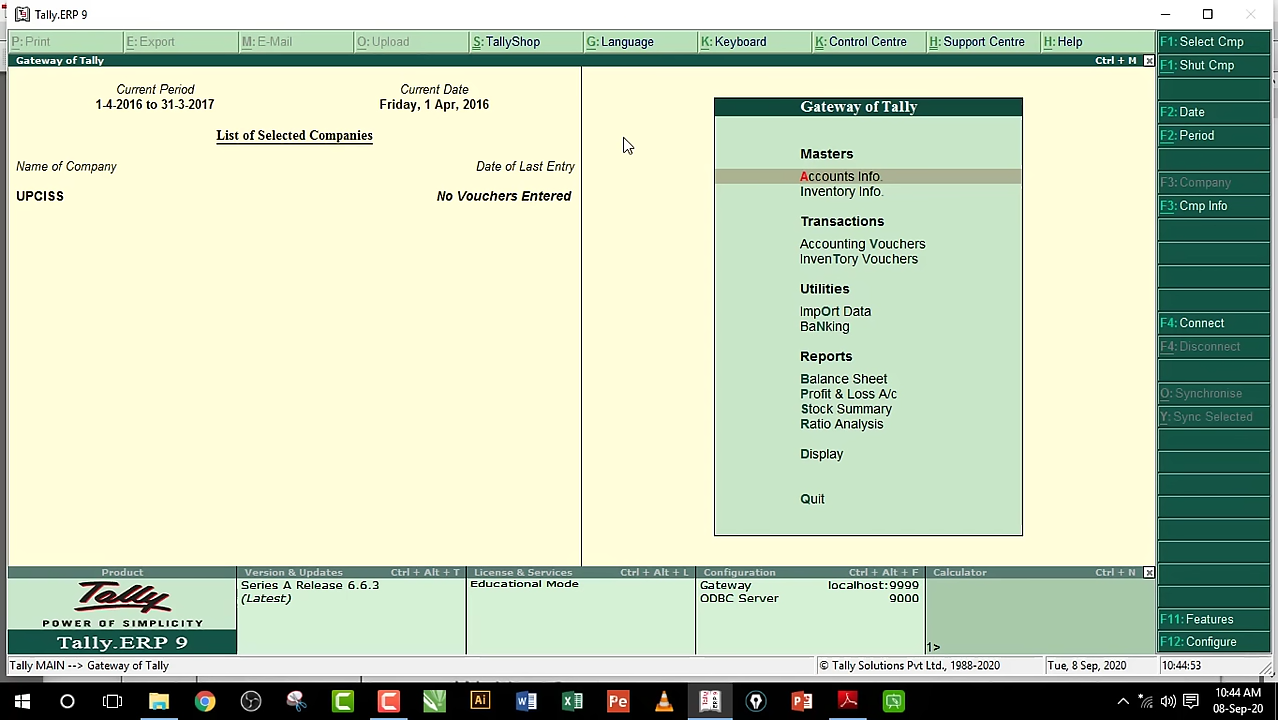 Tally.ERP 9
P: Print
E: Export
M: E-Mail
O: Upload
S: TallyShop
G: Language
K: Keyboard
K: Control Centre
H: Support Centre
H: Help
Gateway of Tally
Ctrl + M
Current Period
1-4-2016 to 31-3-2017
Current Date
Friday, 1 Apr, 2016
List of Selected Companies
Name of Company
Date of Last Entry
UPCISS
No Vouchers Entered
Gateway of Tally
Masters
Accounts Info.
Inventory Info.
Transactions
Accounting Vouchers
InvenTory Vouchers
Utilities
ImpOrt Data
BaNking
Reports
Balance Sheet
Profit & Loss A/c
Stock Summary
Ratio Analysis
Display
Quit
F1: Select Cmp
F1: Shut Cmp
F2: Date
F2: Period
F3: Company
F3: Cmp Info
F4: Connect
F4: Disconnect
O: Synchronise
Y: Sync Selected
F11: Features
F12: Configure
Product
Tally
POWER OF SIMPLICITY
Tally.ERP 9
Version & Updates Ctrl + Alt + T
Series A Release 6.6.3
(Latest)
License & Services Ctrl + Alt + L
Educational Mode
Configuration Ctrl + Alt + F
Gateway localhost:9999
ODBC Server 9000
Calculator Ctrl + N
1>
Tally MAIN --> Gateway of Tally
© Tally Solutions Pvt Ltd., 1988-2020
Tue, 8 Sep, 2020
10:44:53
10:44 AM
08-Sep-20